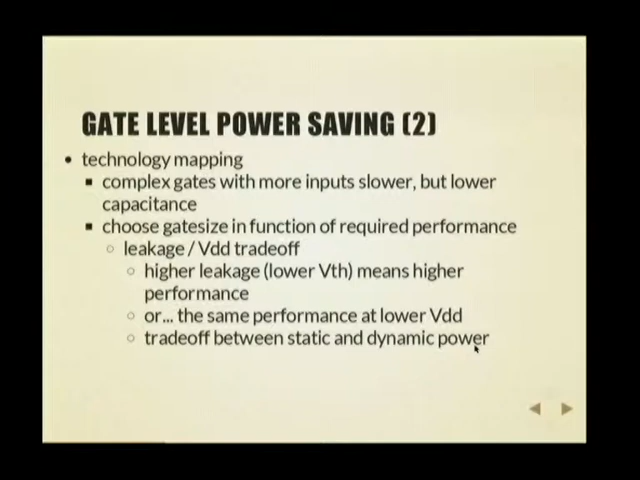 GATE LEVEL POWER SAVING (2)
• technology mapping
▪ complex gates with more inputs slower, but lower
capacitance
▪ choose gatesize in function of required performance
○ leakage / Vdd tradeoff
○ higher leakage (lower Vth) means higher
performance
○ or... the same performance at lower Vdd
○ tradeoff between static and dynamic power